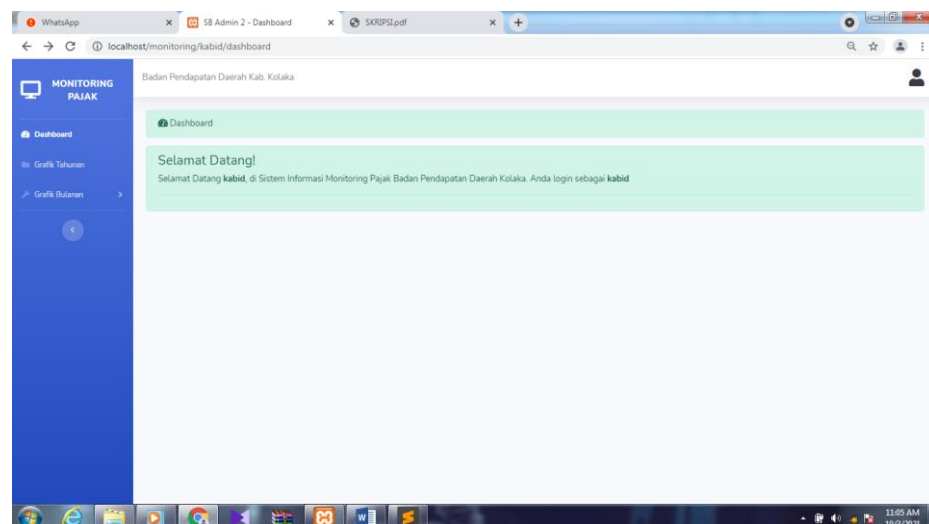 WhatsApp
SB Admin 2 - Dashboard
SKRIPSI.pdf
localhost/monitoring/kabid/dashboard
MONITORING
PAJAK
Badan Pendapatan Daerah Kab. Kolaka
Dashboard
Grafik Tahunan
Grafik Bulanan
Dashboard
Selamat Datang!
Selamat Datang kabid, di Sistem Informasi Monitoring Pajak Badan Pendapatan Daerah Kolaka. Anda login sebagai kabid
11:05 AM